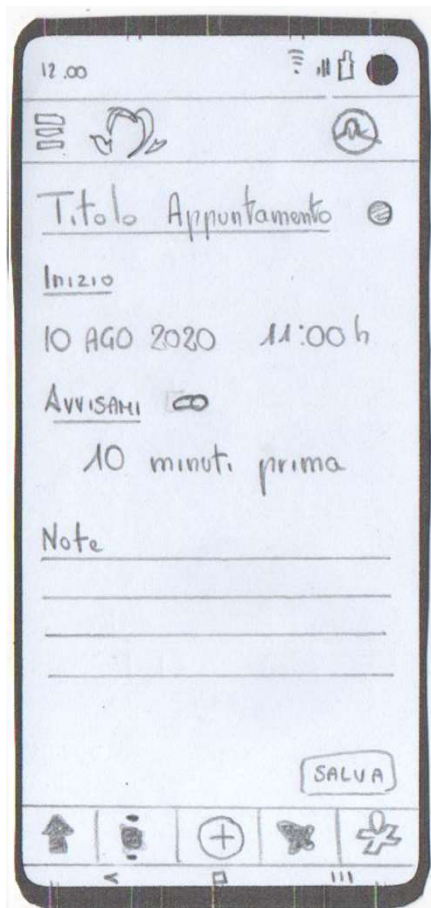 12.00
Titolo Appuntamento
Inizio
10 AGO 2020 11:00 h
AVVISAMI
10 minuti prima
Note
SALVA